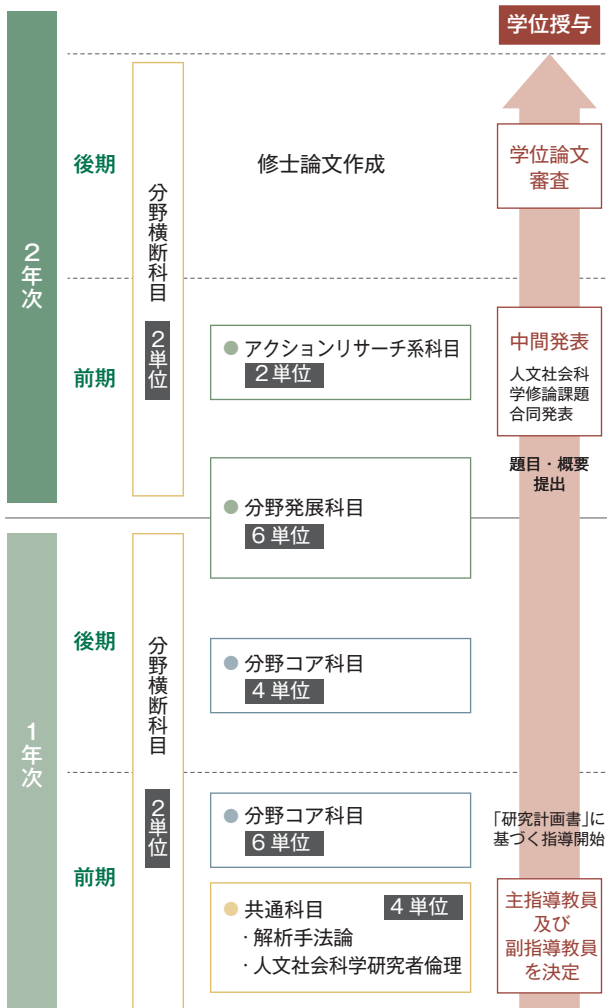 学位授与
2年次
後期
分野横断科目
2単位
修士論文作成
学位論文
審査
前期
● アクションリサーチ系科目
2単位
中間発表
人文社会科
学修論課題
合同発表
題目・概要
提出
● 分野発展科目
6単位
1年次
後期
分野横断科目
2単位
● 分野コア科目
4単位
前期
● 分野コア科目
6単位
「研究計画書」に
基づく指導開始
● 共通科目 4単位
・解析手法論
・人文社会科学研究者倫理
主指導教員
及び
副指導教員
を決定